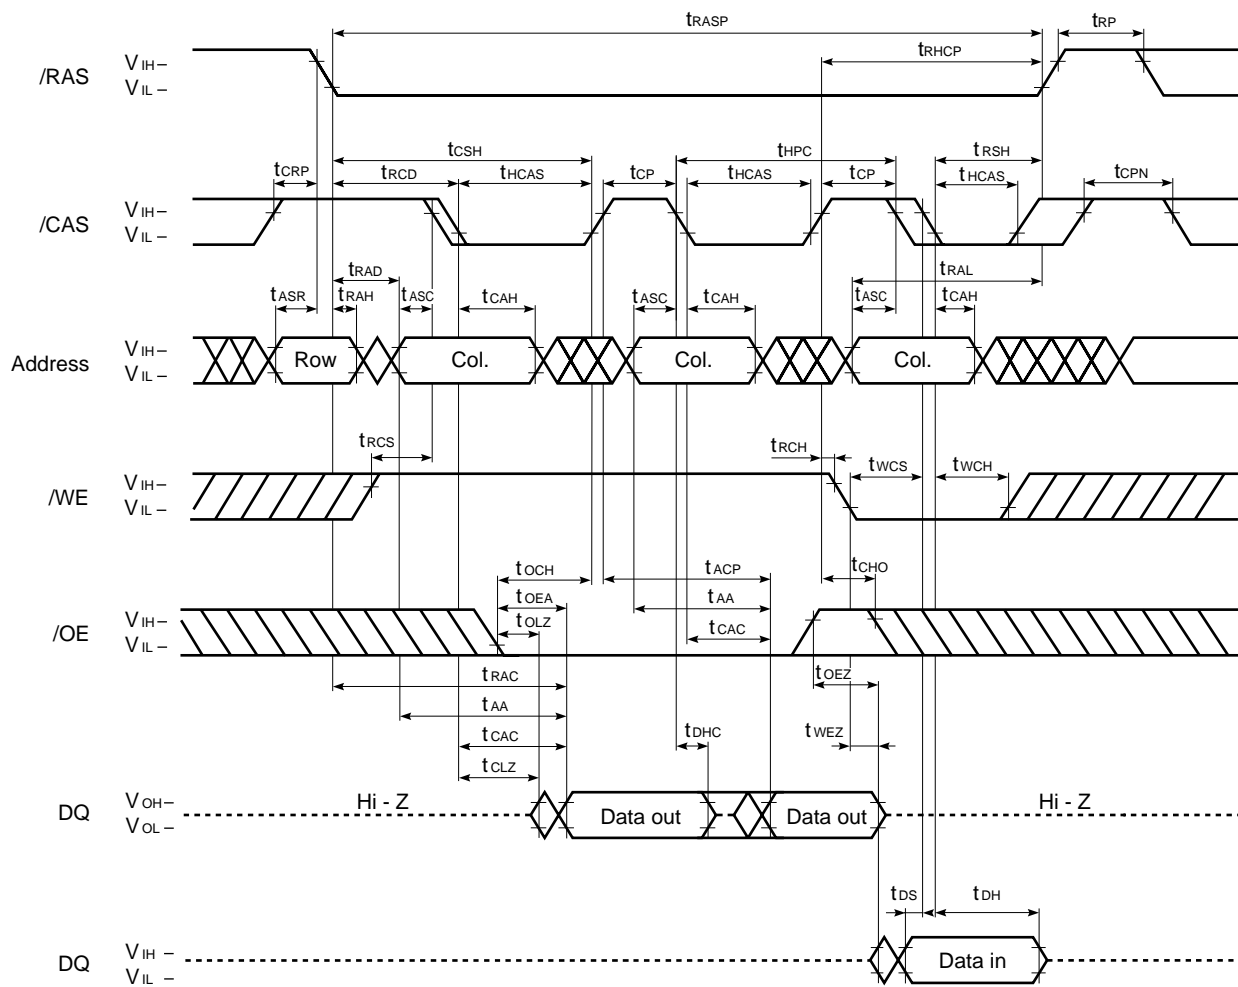 tRASP
tRP
tRHCP
/RAS
VIH–
VIL–
tCSH
tHPC
tRSH
tCRP
tRCD
tHCAS
tCP
tHCAS
tCP
tHCAS
tCPN
/CAS
VIH–
VIL–
tRAD
tRAL
tASR
tRAH
tASC
tCAH
tASC
tCAH
tASC
tCAH
Address
VIH–
VIL–
Row
Col.
Col.
Col.
tRCS
tRCH
tWCS
tWCH
/WE
VIH–
VIL–
tOCH
tACP
tCHO
tOEA
tAA
tOLZ
tCAC
/OE
VIH–
VIL–
tRAC
tOEZ
tAA
tCAC
tDHC
tWEZ
tCLZ
DQ
VOH–
VOL–
Hi - Z
Data out
Data out
Hi - Z
tDS
tDH
DQ
VIH–
VIL–
Data in